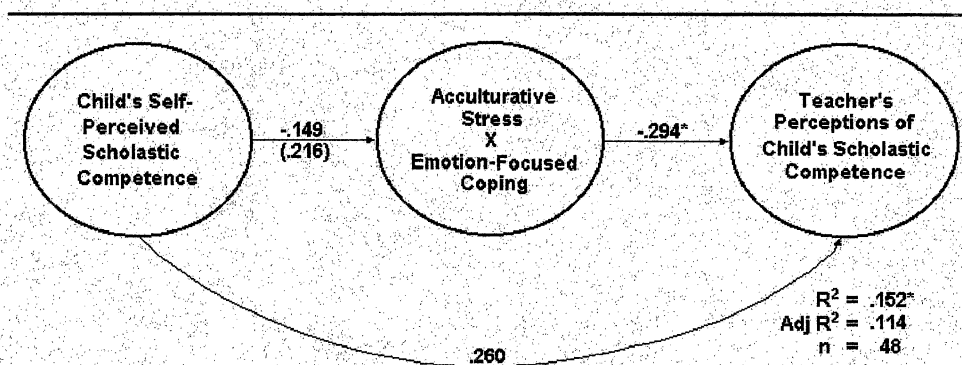 Child's Self-
Perceived
Scholastic
Competence
-.149
(.216)
Acculturative
Stress
X
Emotion-Focused
Coping
-.294*
Teacher's
Perceptions of
Child's Scholastic
Competence
.260
R² = .152*
Adj R² = .114
n = 48